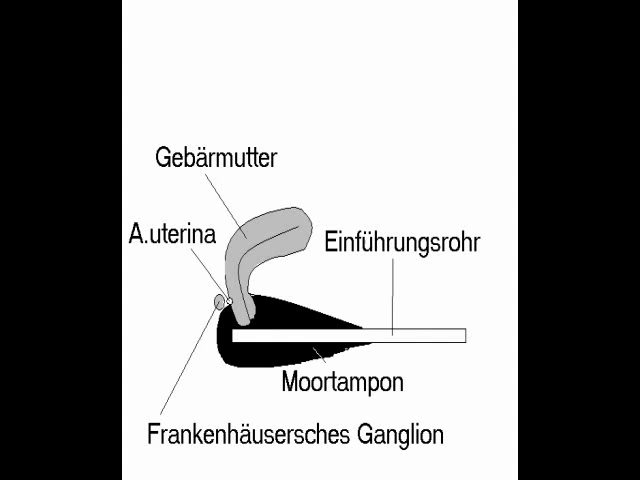 Gebärmutter
A.uterina
Einführungsrohr
Moortampon
Frankenhäusersches Ganglion